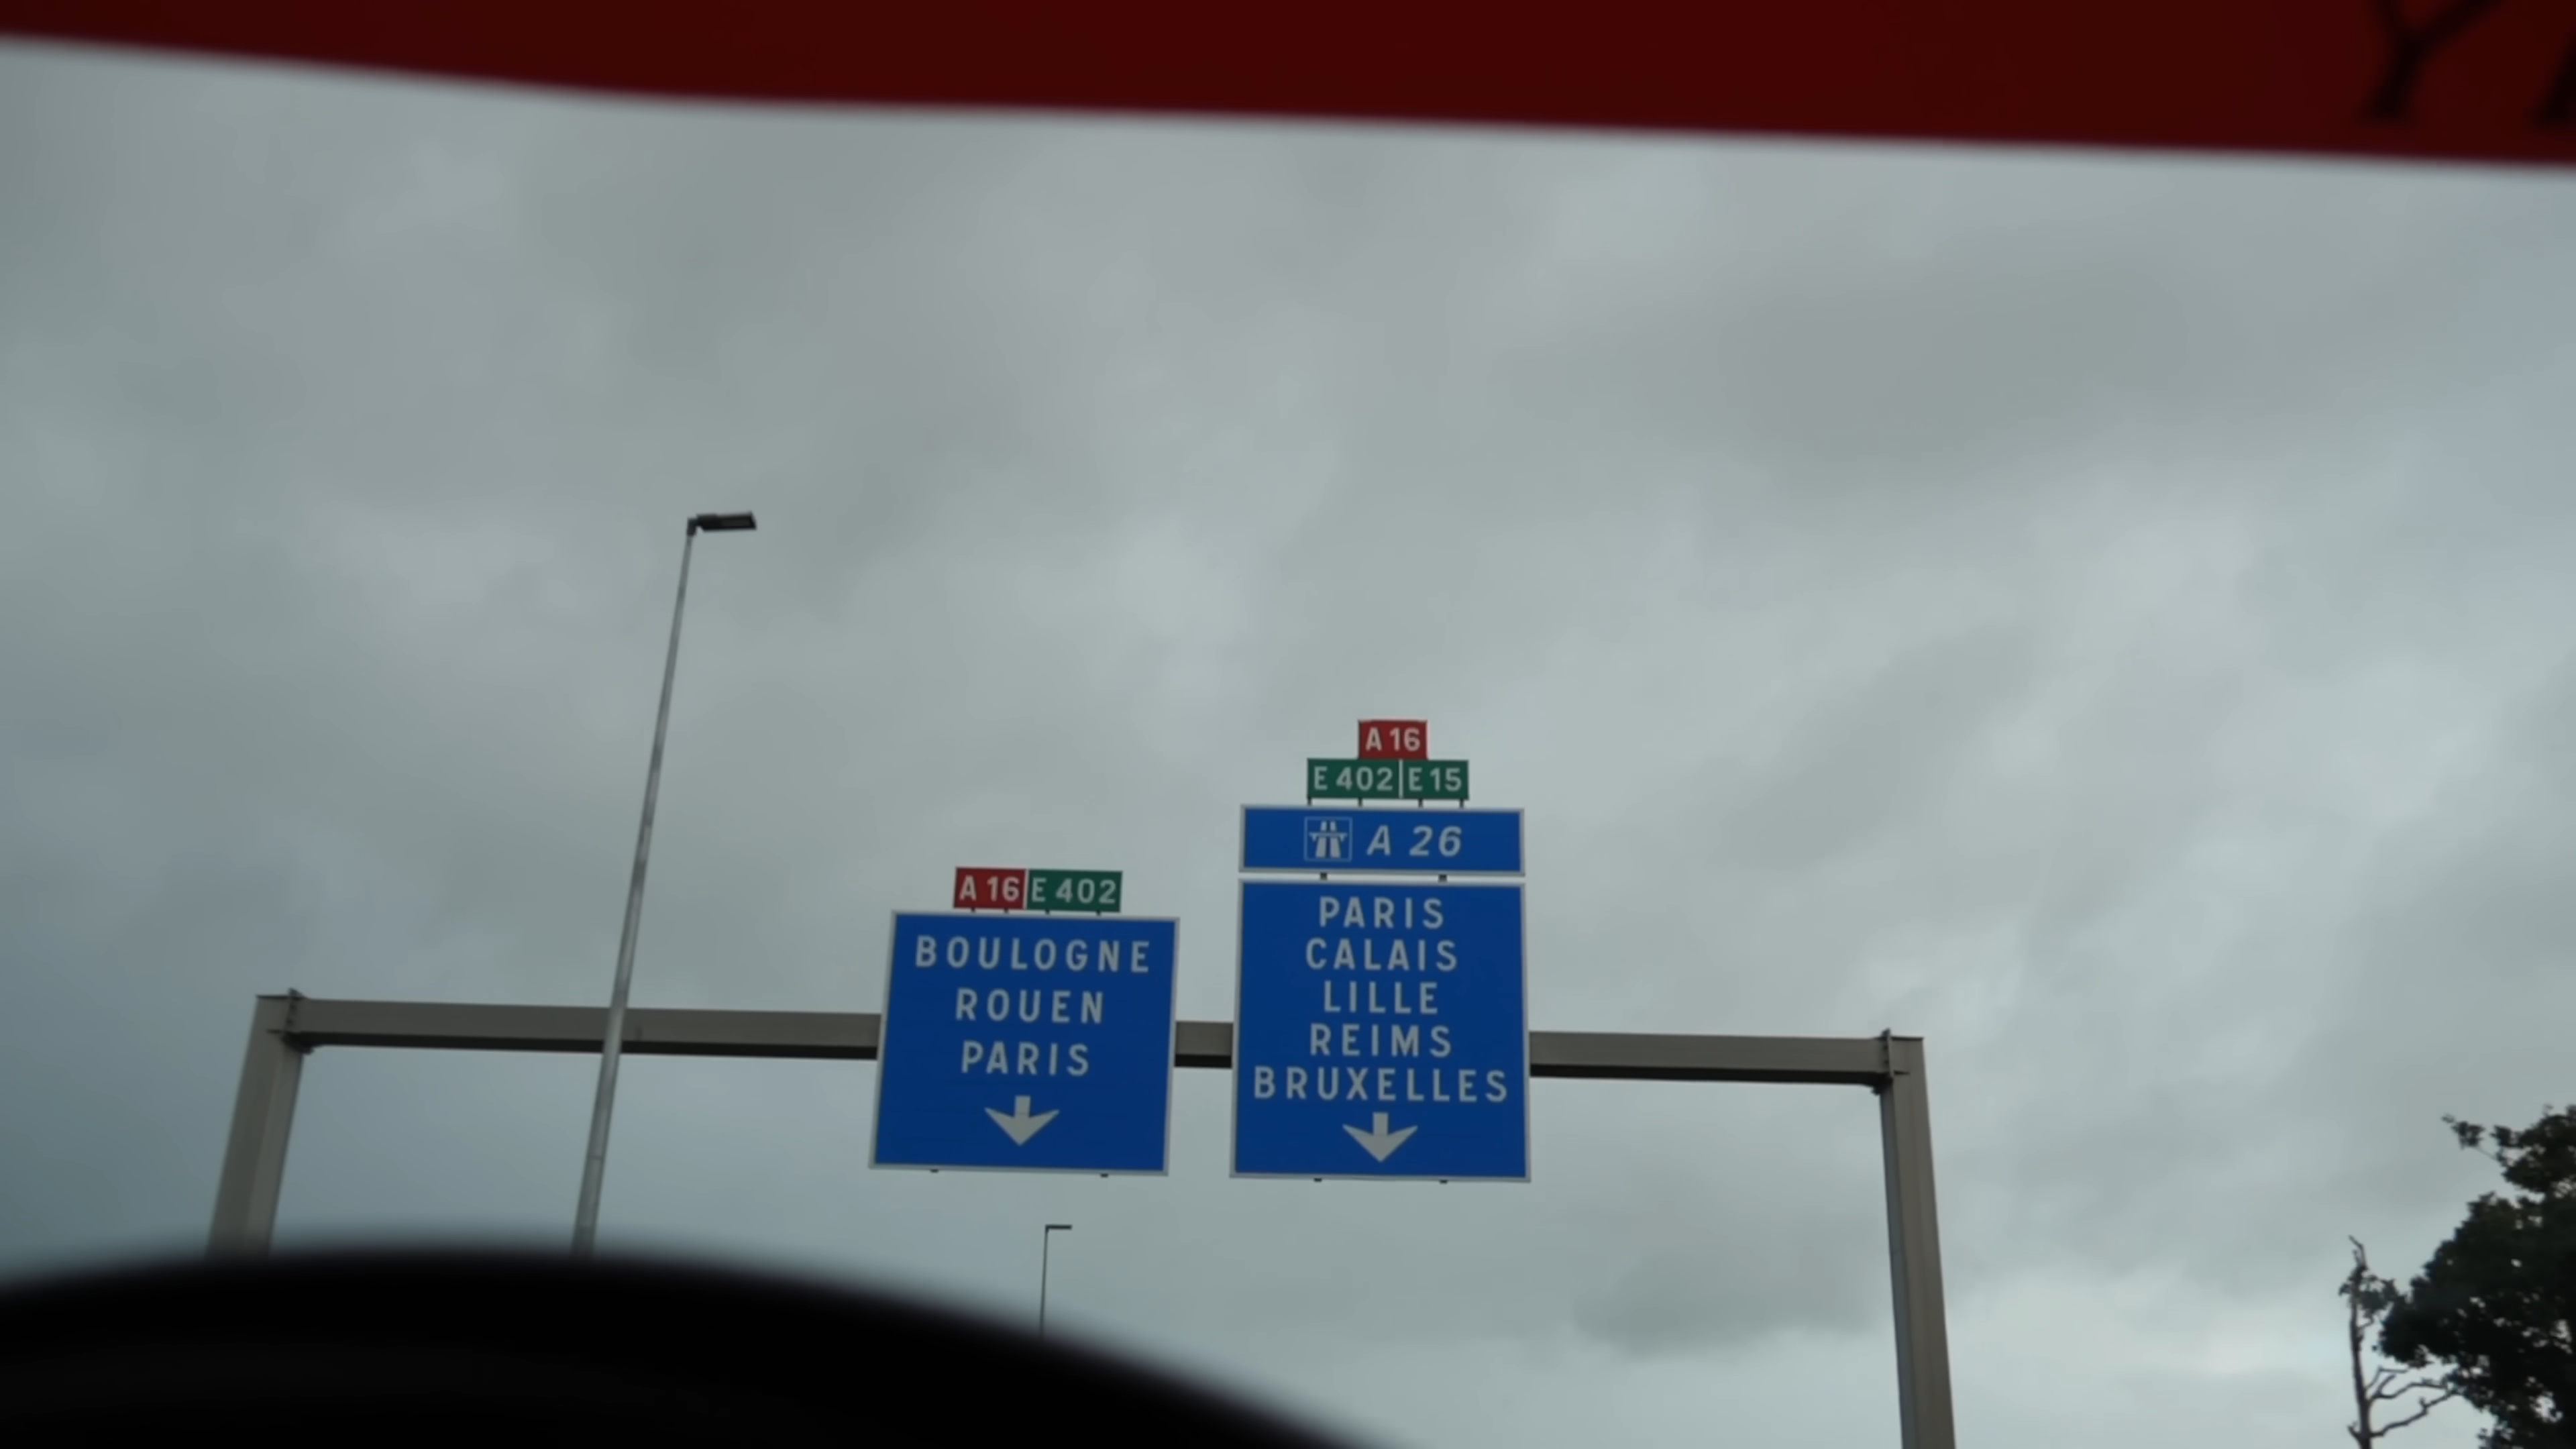 A 16 E 402
BOULOGNE
ROUEN
PARIS
A 16
E 402 E 15
A 26
PARIS
CALAIS
LILLE
REIMS
BRUXELLES